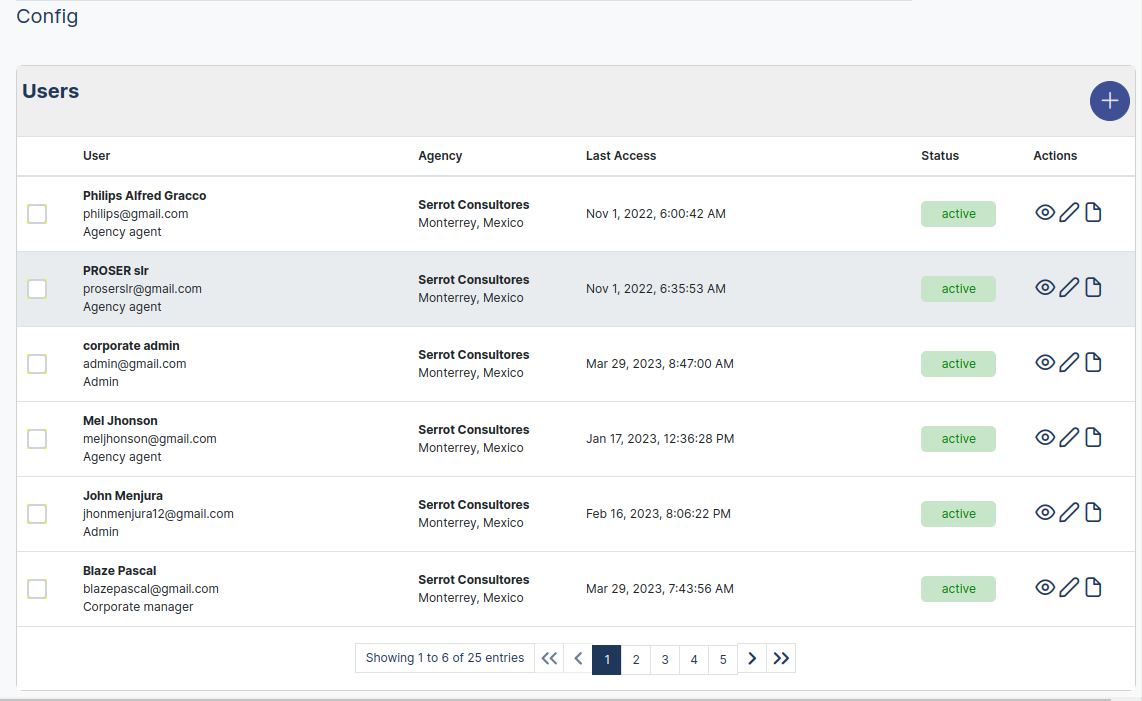 Config
Users
User Agency Last Access Status Actions
Philips Alfred Gracco
philips@gmail.com
Agency agent
Serrot Consultores
Monterrey, Mexico
Nov 1, 2022, 6:00:42 AM
active
PROSER slr
proserslr@gmail.com
Agency agent
Serrot Consultores
Monterrey, Mexico
Nov 1, 2022, 6:35:53 AM
active
corporate admin
admin@gmail.com
Admin
Serrot Consultores
Monterrey, Mexico
Mar 29, 2023, 8:47:00 AM
active
Mel Jhonson
meljhonson@gmail.com
Agency agent
Serrot Consultores
Monterrey, Mexico
Jan 17, 2023, 12:36:28 PM
active
John Menjura
jhonmenjura12@gmail.com
Admin
Serrot Consultores
Monterrey, Mexico
Feb 16, 2023, 8:06:22 PM
active
Blaze Pascal
blazepascal@gmail.com
Corporate manager
Serrot Consultores
Monterrey, Mexico
Mar 29, 2023, 7:43:56 AM
active
Showing 1 to 6 of 25 entries 1 2 3 4 5